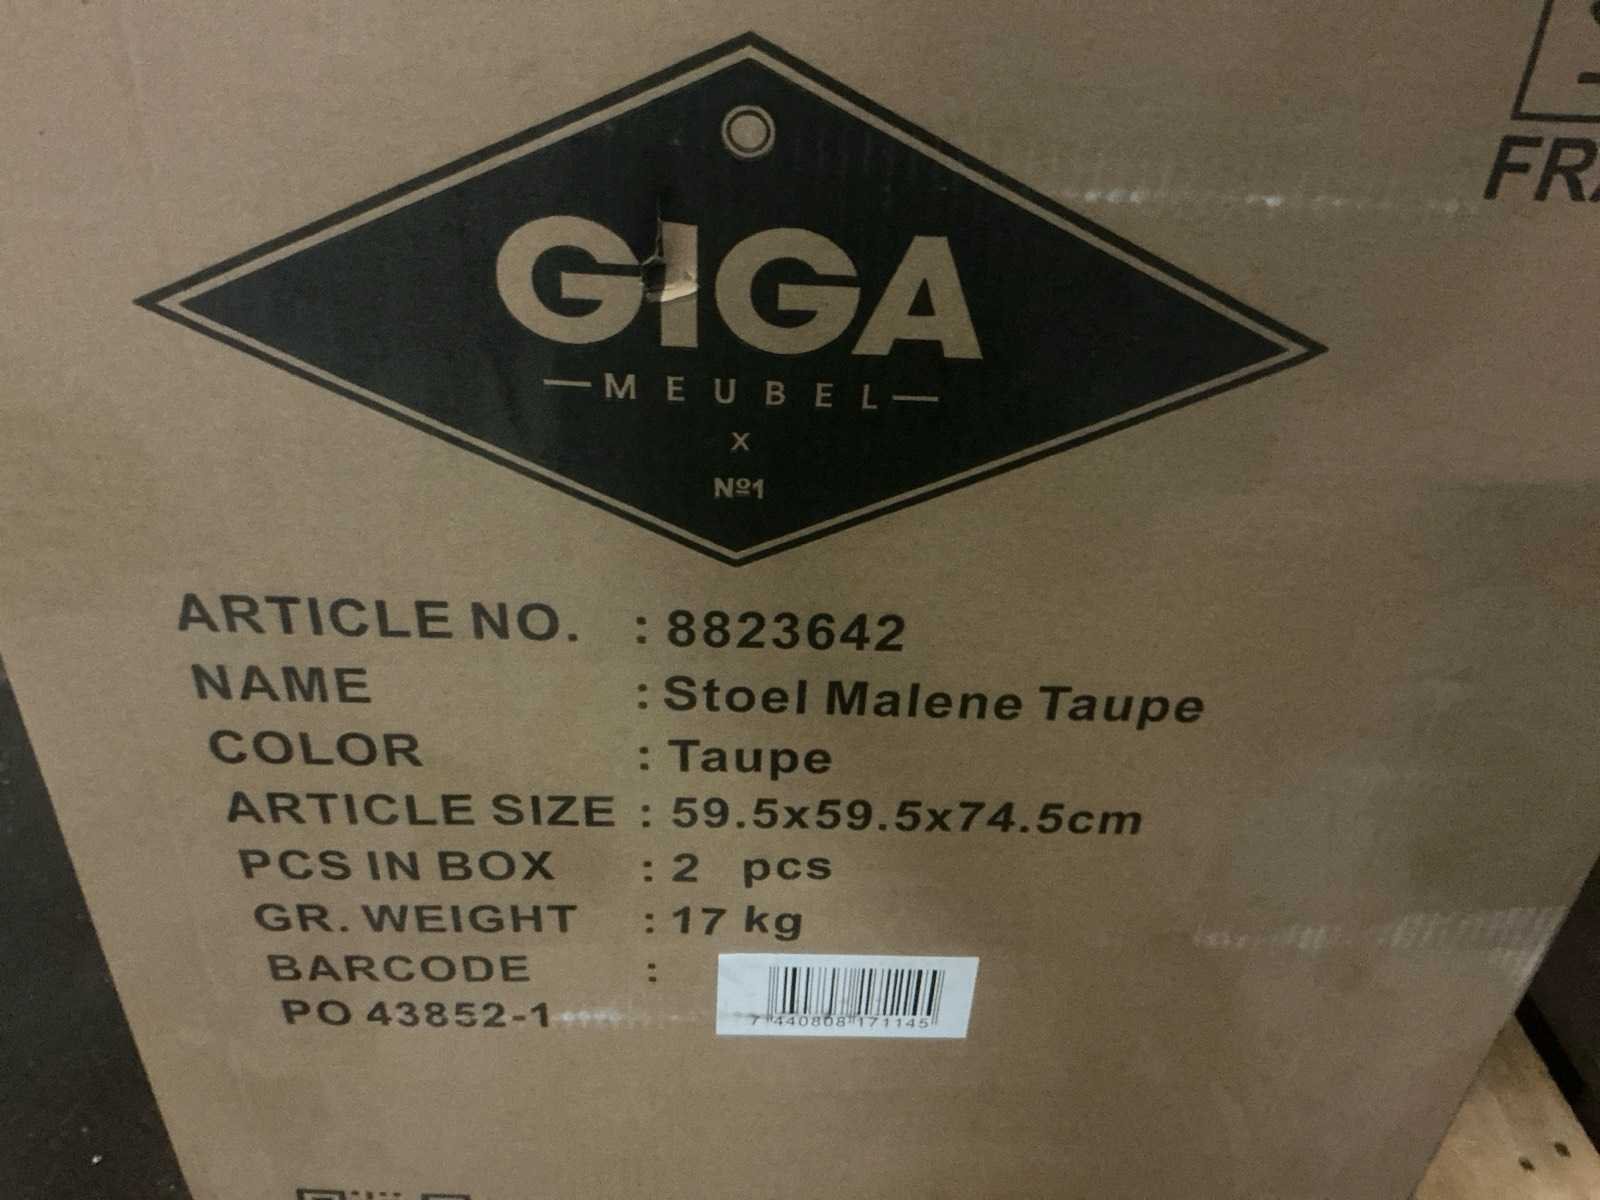 GIGA
MEUBEL
X
Nº1
FRA
ARTICLE NO. : 8823642
NAME : Stoel Malene Taupe
COLOR : Taupe
ARTICLE SIZE : 59.5x59.5x74.5cm
PCS IN BOX : 2 pcs
GR. WEIGHT : 17 kg
BARCODE :
PO 43852-1
7 440808 171145